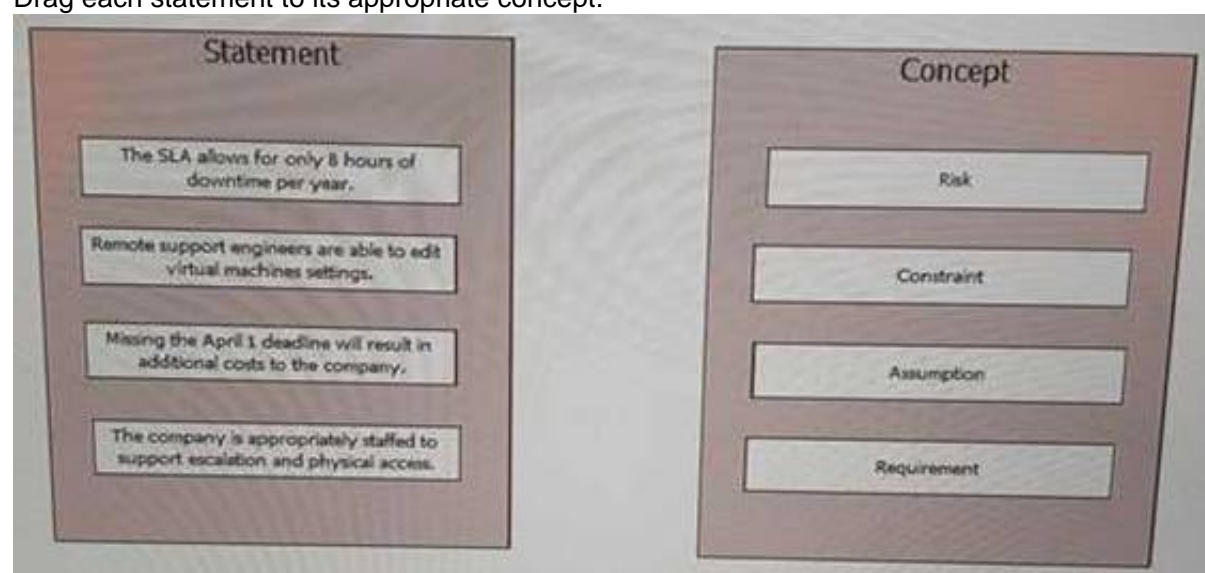 Drag each statement to its appropriate concept.
Statement
The SLA allows for only 8 hours of
downtime per year.
Remote support engineers are able to edit
virtual machines settings.
Missing the April 1 deadline will result in
additional costs to the company.
The company is appropriately staffed to
support escalation and physical access.
Concept
Risk
Constraint
Assumption
Requirement